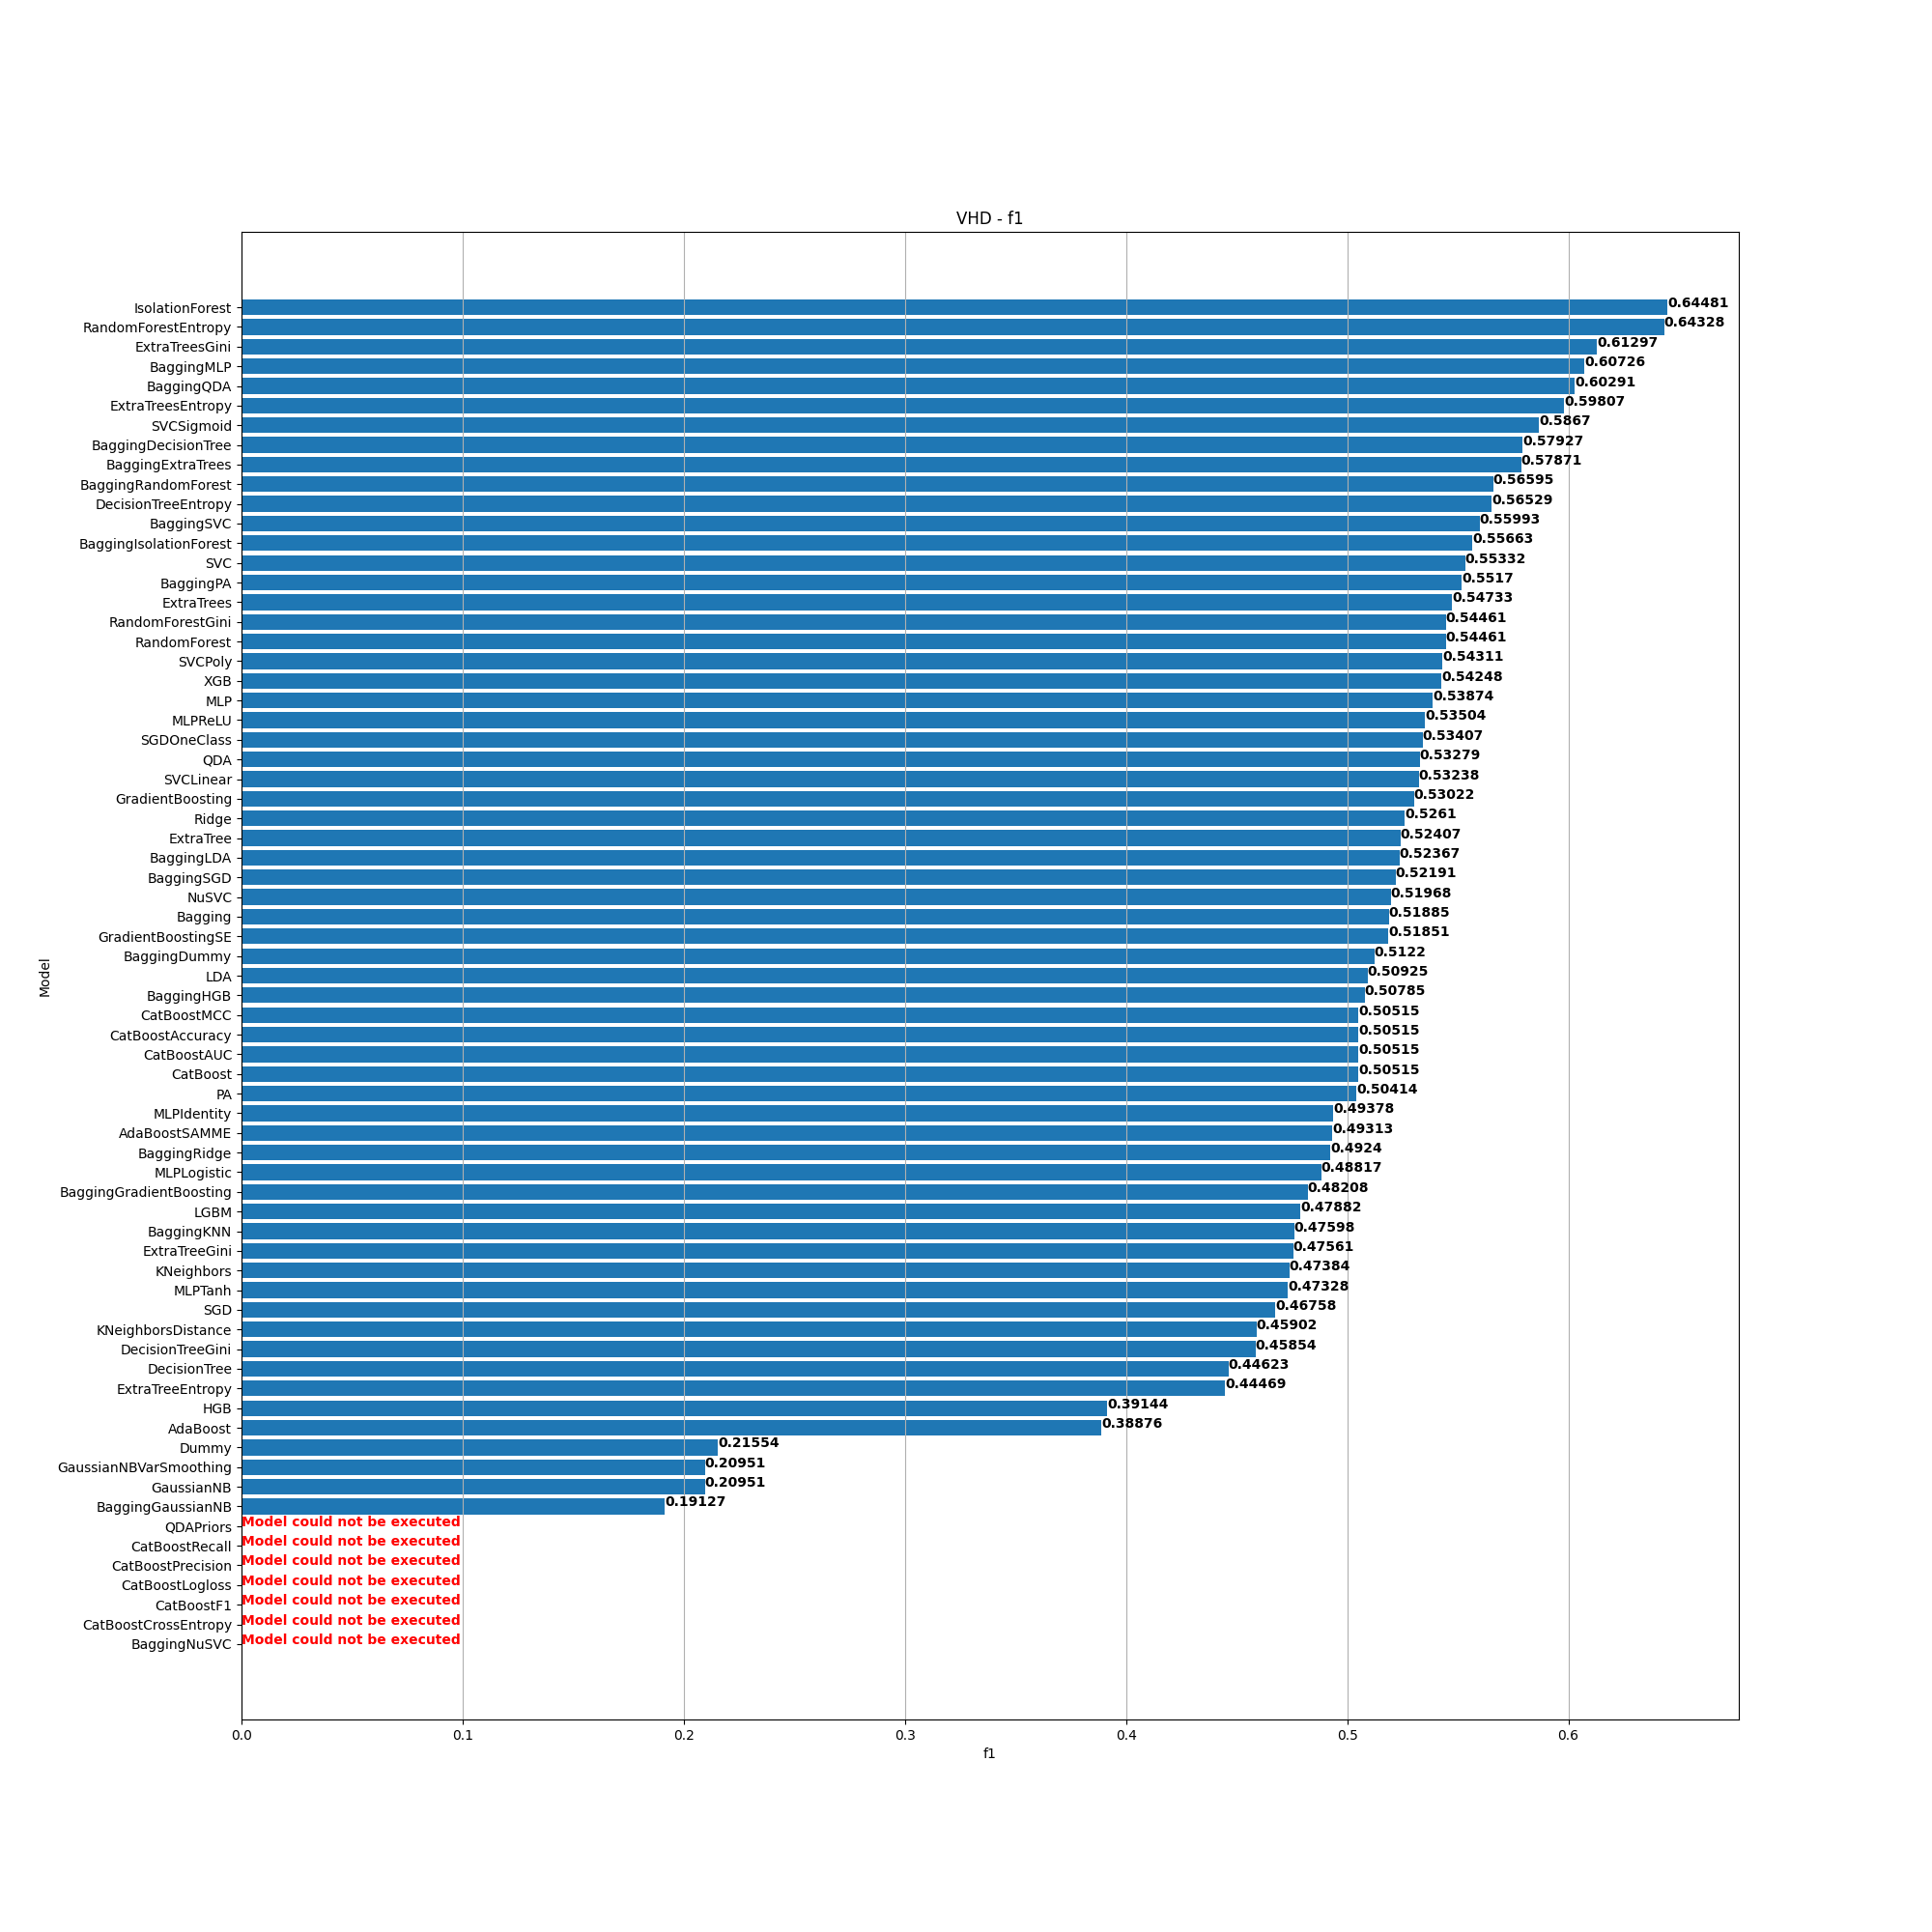 VHD - f1
IsolationForest 0.64481
RandomForestEntropy 0.64328
ExtraTreesGini 0.61297
BaggingMLP 0.60726
BaggingQDA 0.60291
ExtraTreesEntropy 0.59807
SVCSigmoid 0.5867
BaggingDecisionTree 0.57927
BaggingExtraTrees 0.57871
BaggingRandomForest 0.56595
DecisionTreeEntropy 0.56529
BaggingSVC 0.55993
BaggingIsolationForest 0.55663
SVC 0.55332
BaggingPA 0.5517
ExtraTrees 0.54733
RandomForestGini 0.54461
RandomForest 0.54461
SVCPoly 0.54311
XGB 0.54248
MLP 0.53874
MLPReLU 0.53504
SGDOneClass 0.53407
QDA 0.53279
SVCLinear 0.53238
GradientBoosting 0.53022
Ridge 0.5261
ExtraTree 0.52407
BaggingLDA 0.52367
BaggingSGD 0.52191
NuSVC 0.51968
Bagging 0.51885
GradientBoostingSE 0.51851
BaggingDummy 0.5122
LDA 0.50925
BaggingHGB 0.50785
CatBoostMCC 0.50515
CatBoostAccuracy 0.50515
CatBoostAUC 0.50515
CatBoost 0.50515
PA 0.50414
MLPIdentity 0.49378
AdaBoostSAMME 0.49313
BaggingRidge 0.4924
MLPLogistic 0.48817
BaggingGradientBoosting 0.48208
LGBM 0.47882
BaggingKNN 0.47598
ExtraTreeGini 0.47561
KNeighbors 0.47384
MLPTanh 0.47328
SGD 0.46758
KNeighborsDistance 0.45902
DecisionTreeGini 0.45854
DecisionTree 0.44623
ExtraTreeEntropy 0.44469
HGB 0.39144
AdaBoost 0.38876
Dummy 0.21554
GaussianNBVarSmoothing 0.20951
GaussianNB 0.20951
BaggingGaussianNB 0.19127
QDAPriors Model could not be executed
CatBoostRecall Model could not be executed
CatBoostPrecision Model could not be executed
CatBoostLogloss Model could not be executed
CatBoostF1 Model could not be executed
CatBoostCrossEntropy Model could not be executed
BaggingNuSVC Model could not be executed
Model
0.0 0.1 0.2 0.3 0.4 0.5 0.6
f1